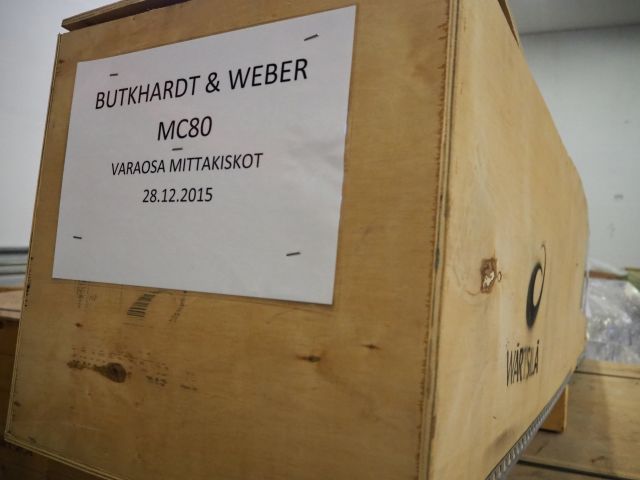 BUTKHARDT & WEBER
MC80
VARAOSA MITTAKISKOT
28.12.2015
WÄRTSILÄ